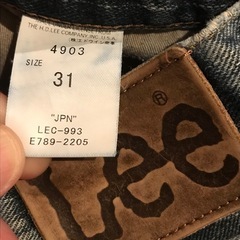 THE H.D.LEE COMPANY,INC.U.S.A.
4903
SIZE
31
"JPN"
LEC-993
E789-2205
Lee
®